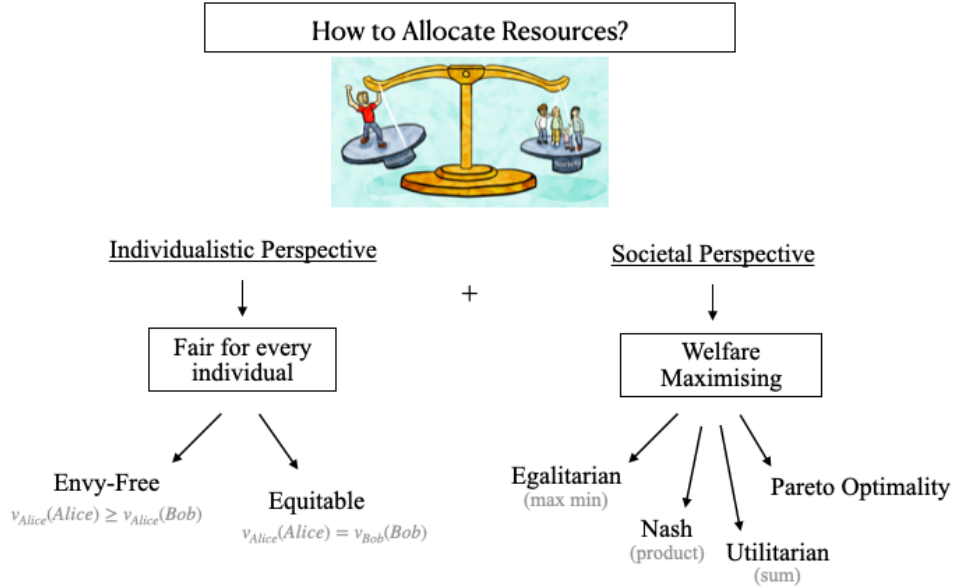 How to Allocate Resources?
Society
Individualistic Perspective
+
Societal Perspective
Fair for every
individual
Welfare
Maximising
Envy-Free
v_Alice(Alice) ≥ v_Alice(Bob)
Equitable
v_Alice(Alice) = v_Bob(Bob)
Egalitarian
(max min)
Nash
(product)
Utilitarian
(sum)
Pareto Optimality